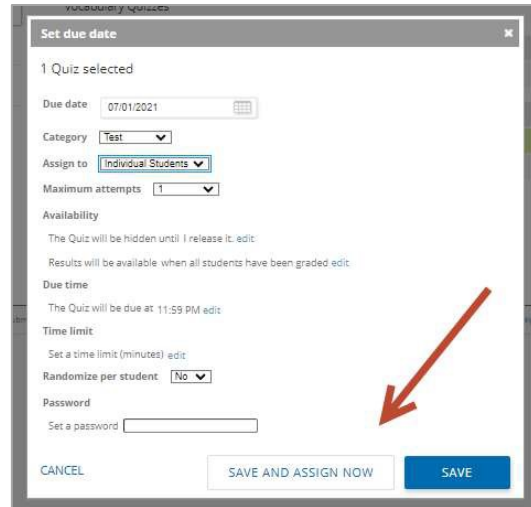 Vocabulary Quizzes
Set due date
1 Quiz selected
Due date 07/01/2021
Category Test
Assign to Individual Students
Maximum attempts 1
Availability
The Quiz will be hidden until I release it. edit
Results will be available when all students have been graded edit
Due time
The Quiz will be due at 11:59 PM edit
Time limit
Set a time limit (minutes) edit
Randomize per student No
Password
Set a password
CANCEL SAVE AND ASSIGN NOW SAVE